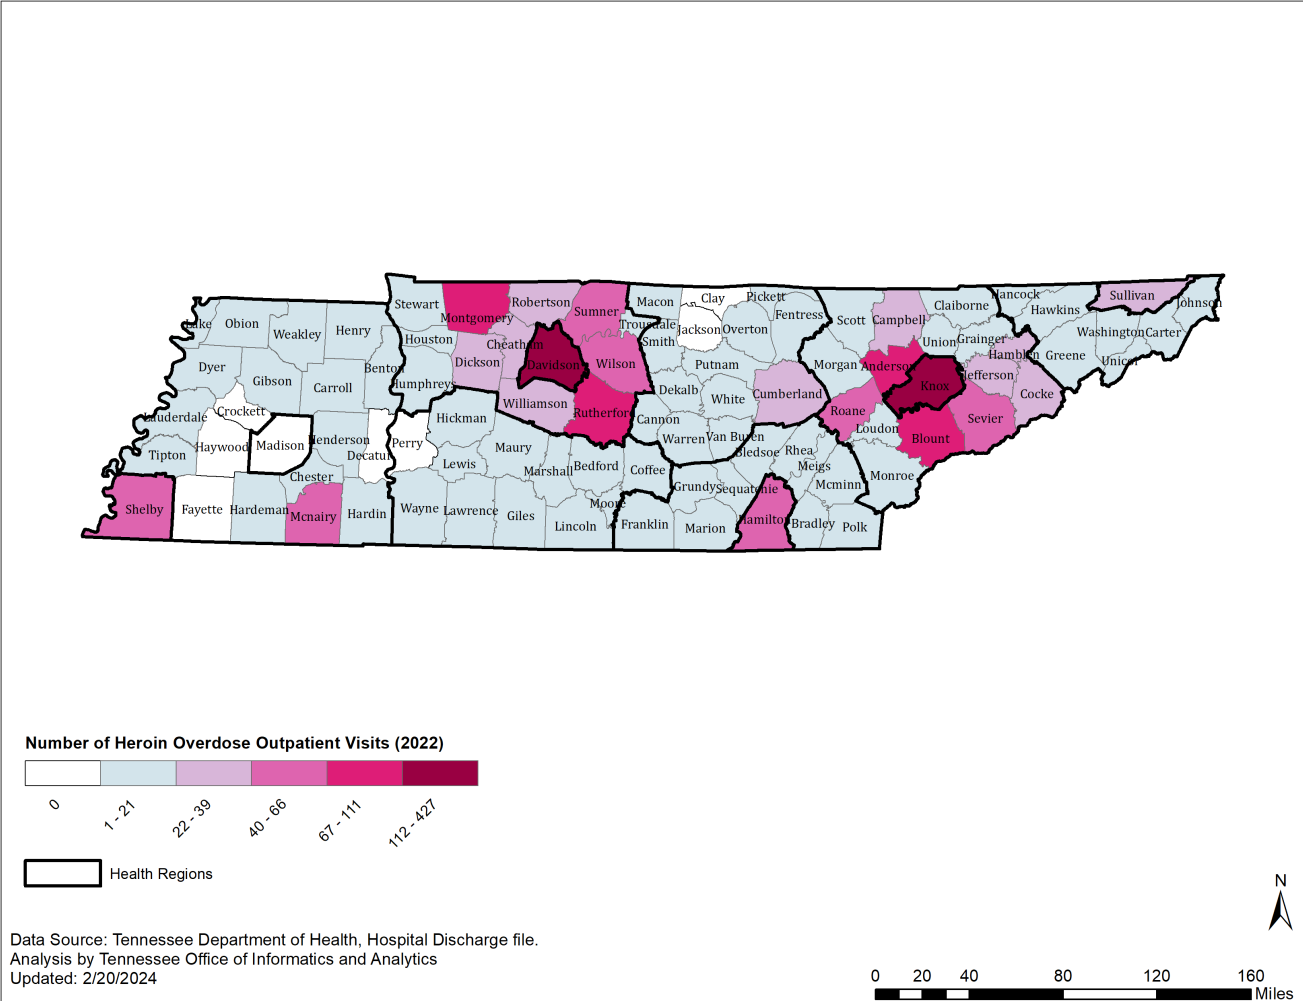 Stewart
Montgomery
Robertson
Sumner
Macon
Clay
Pickett
Fentress
Scott
Campbell
Claiborne
Hancock
Hawkins
Sullivan
Johnson
Lake
Obion
Weakley
Henry
Houston
Cheatham
Trousdale
Smith
Jackson
Overton
Union
Grainger
Hamblen
Greene
Washington
Carter
Unicoi
Dyer
Gibson
Carroll
Benton
Humphreys
Dickson
Davidson
Wilson
Putnam
Morgan
Anderson
Knox
Jefferson
Cocke
Lauderdale
Crockett
Williamson
Rutherford
Dekalb
White
Cumberland
Roane
Loudon
Blount
Sevier
Tipton
Haywood
Madison
Henderson
Decatur
Perry
Hickman
Lewis
Maury
Marshall
Bedford
Coffee
Cannon
Warren
Van Buren
Bledsoe
Rhea
Meigs
Mcminn
Monroe
Chester
Shelby
Fayette
Hardeman
Mcnairy
Hardin
Wayne
Lawrence
Giles
Lincoln
Moore
Franklin
Grundy
Sequatchie
Marion
Hamilton
Bradley
Polk
Number of Heroin Overdose Outpatient Visits (2022)
0
1 - 21
22 - 39
40 - 66
67 - 111
112 - 427
Health Regions
Data Source: Tennessee Department of Health, Hospital Discharge file.
Analysis by Tennessee Office of Informatics and Analytics
Updated: 2/20/2024
N
0 20 40 80 120 160
Miles